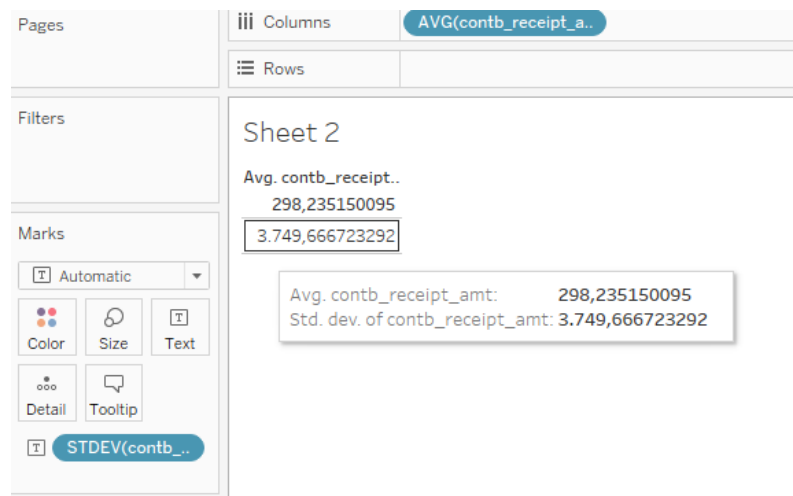 Pages
Columns
AVG(contb_receipt_a..
Rows
Filters
Sheet 2
Avg. contb_receipt..
298,235150095
3.749,666723292
Marks
T Automatic
Color
Size
T
Text
Detail
Tooltip
T STDEV(contb_..
Avg. contb_receipt_amt: 298,235150095
Std. dev. of contb_receipt_amt: 3.749,666723292